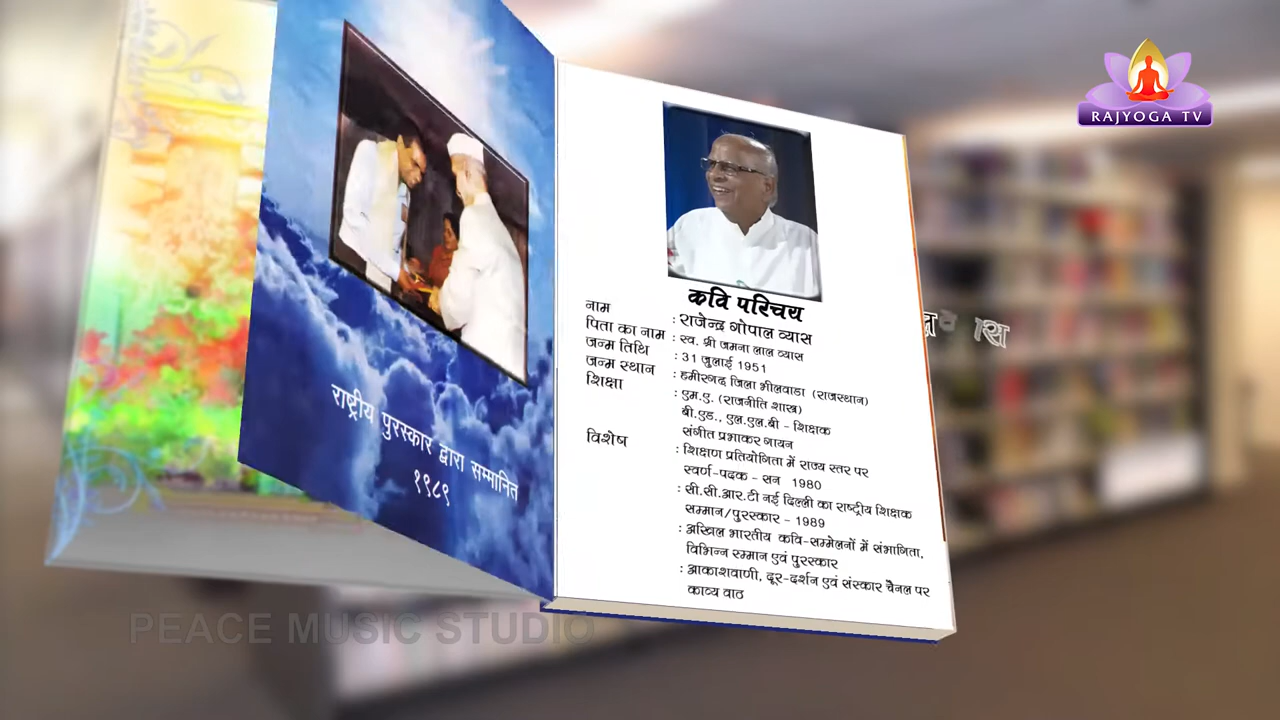 RAJYOGA TV
राष्ट्रीय पुरस्कार द्वारा सम्मानित
१९८९
कवि परिचय
नाम : राजेन्द्र गोपाल व्यास
पिता का नाम : स्व. श्री जमना लाल व्यास
जन्म तिथि : 31 जुलाई 1951
जन्म स्थान : हमीरगढ जिला भीलवाडा (राजस्थान)
शिक्षा : एम.ए. (राजनीति शास्त्र)
बी.एड., एल.एल.बी - शिक्षक
संगीत प्रभाकर गायन
विशेष : शिक्षण प्रतियोगिता में राज्य स्तर पर
स्वर्ण-पदक - सन 1980
: सी.सी.आर.टी नई दिल्ली का राष्ट्रीय शिक्षक
सम्मान/पुरस्कार - 1989
: अखिल भारतीय कवि-सम्मेलनों में संभागिता,
विभिन्न रम्मान एवं पुरस्कार
: आकाशवाणी, दूर-दर्शन एवं संस्कार चैनल पर
काव्य वाठ
PEACE MUSIC STUDIO